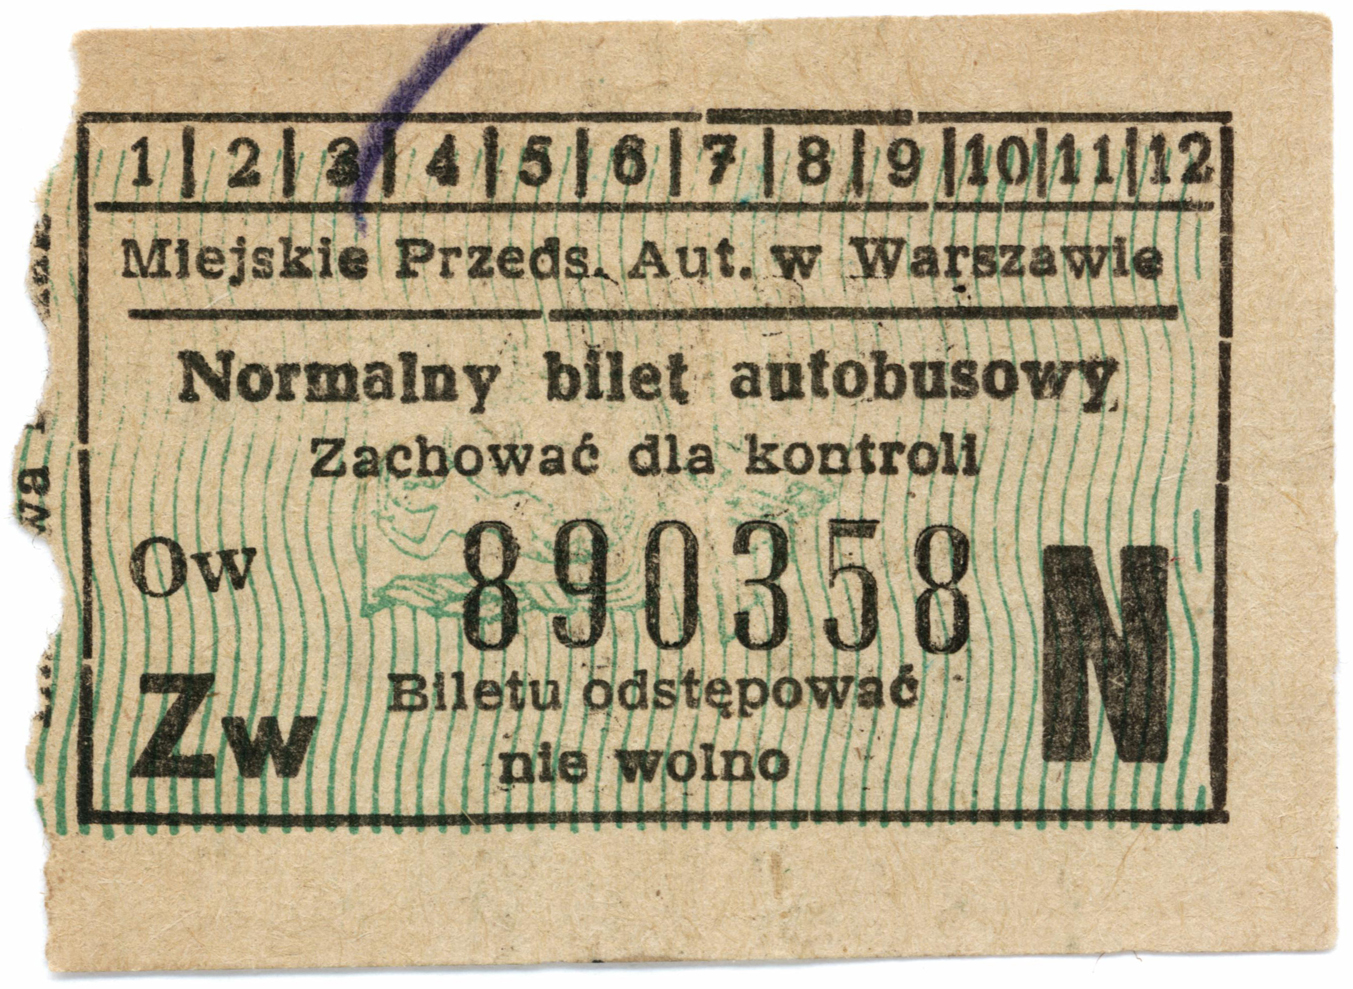 1 | 2 | 3 | 4 | 5 | 6 | 7 | 8 | 9 | 10 | 11 | 12
Miejskie Przeds. Aut. w Warszawie
Normalny bilet autobusowy
Zachować dla kontroli
Ow 890358 N
Zw
Biletu odstępować
nie wolno
wa